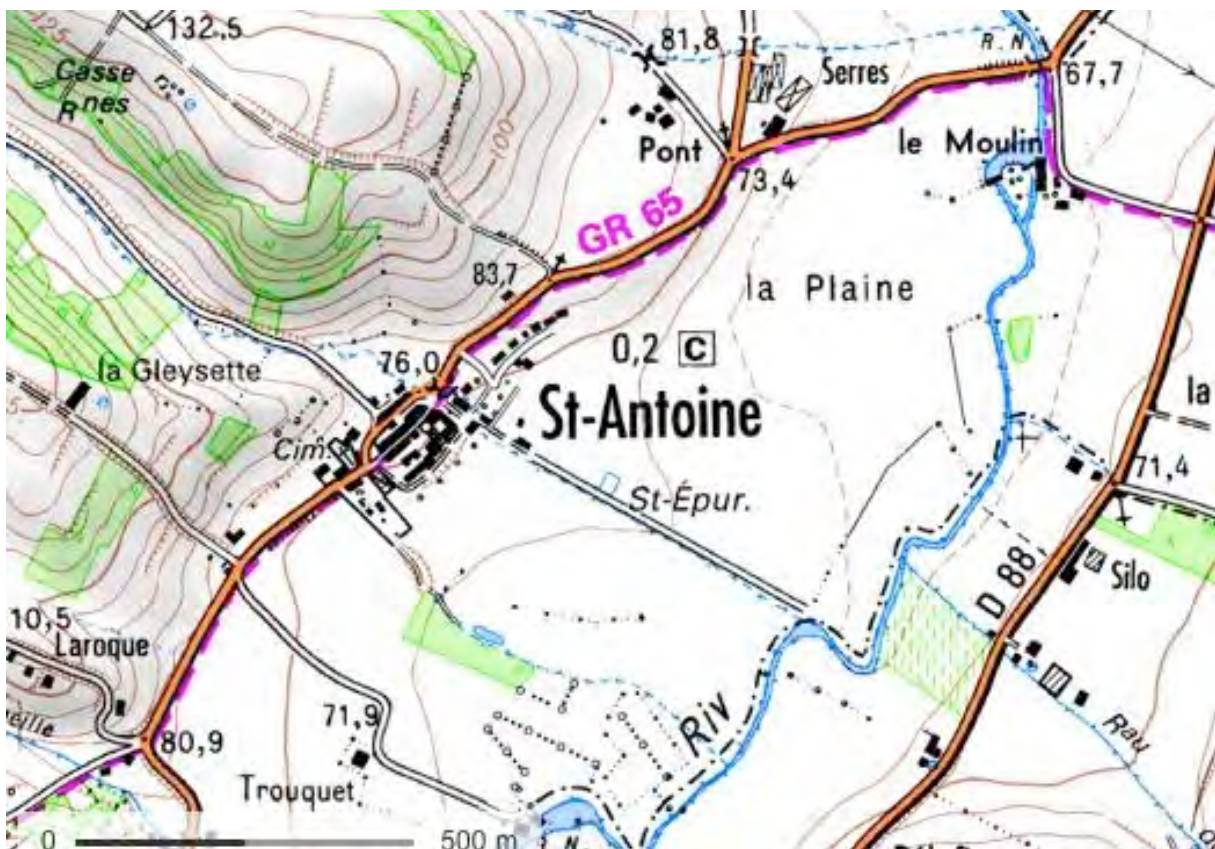 125
132,5
81,8
R. N
Casse
Rnes
Serres
67,7
100
Pont
le Moulin
73,4
GR 65
83,7
la Plaine
76,0
0,2 C
la Gleysette
St-Antoine
la
Cim.
71,4
St-Épur.
D 88
Silo
10,5
Laroque
71,9
Riv
Rau
80,9
Trouquet
0
500 m